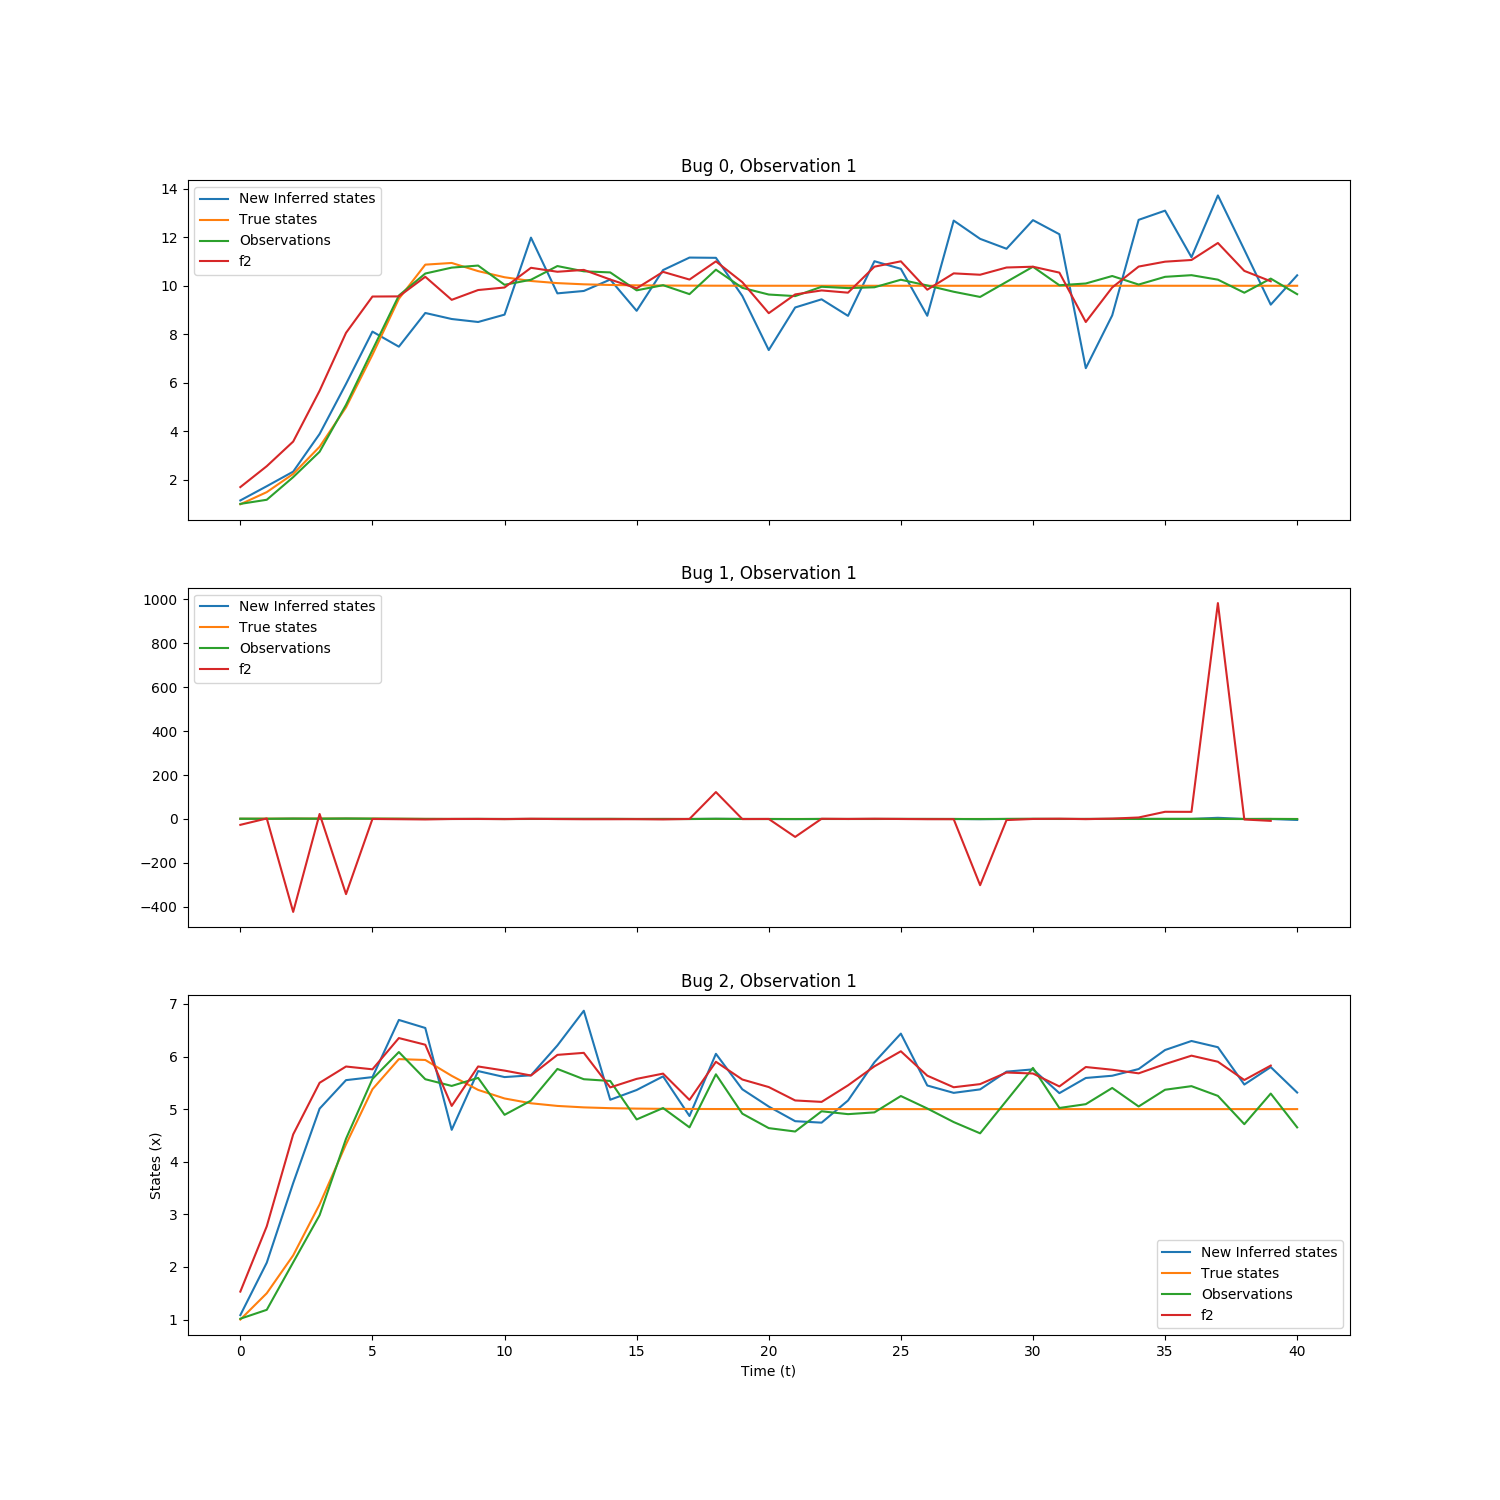 Bug 0, Observation 1
14
12
10
8
6
4
2
New Inferred states
True states
Observations
f2
Bug 1, Observation 1
1000
800
600
400
200
0
−200
−400
New Inferred states
True states
Observations
f2
Bug 2, Observation 1
7
6
5
4
3
2
1
States (x)
New Inferred states
True states
Observations
f2
0 5 10 15 20 25 30 35 40
Time (t)